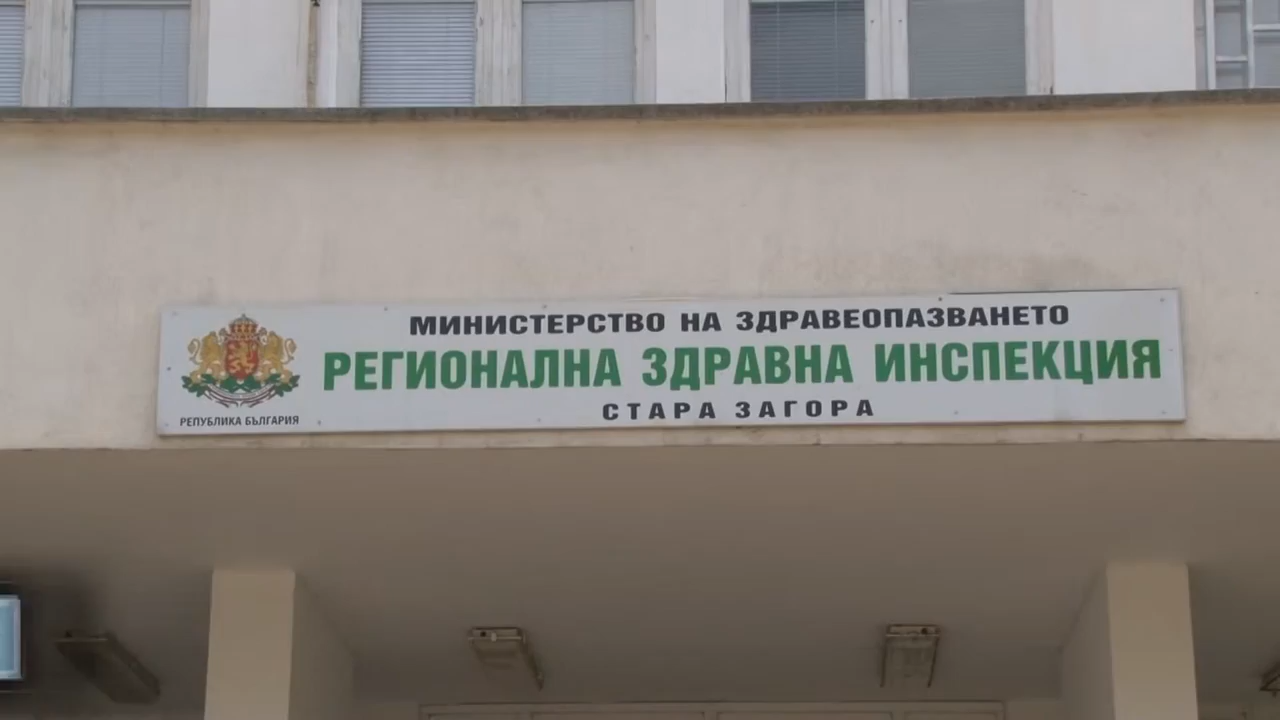 МИНИСТЕРСТВО НА ЗДРАВЕОПАЗВАНЕТО
РЕГИОНАЛНА ЗДРАВНА ИНСПЕКЦИЯ
СТАРА ЗАГОРА
РЕПУБЛИКА БЪЛГАРИЯ